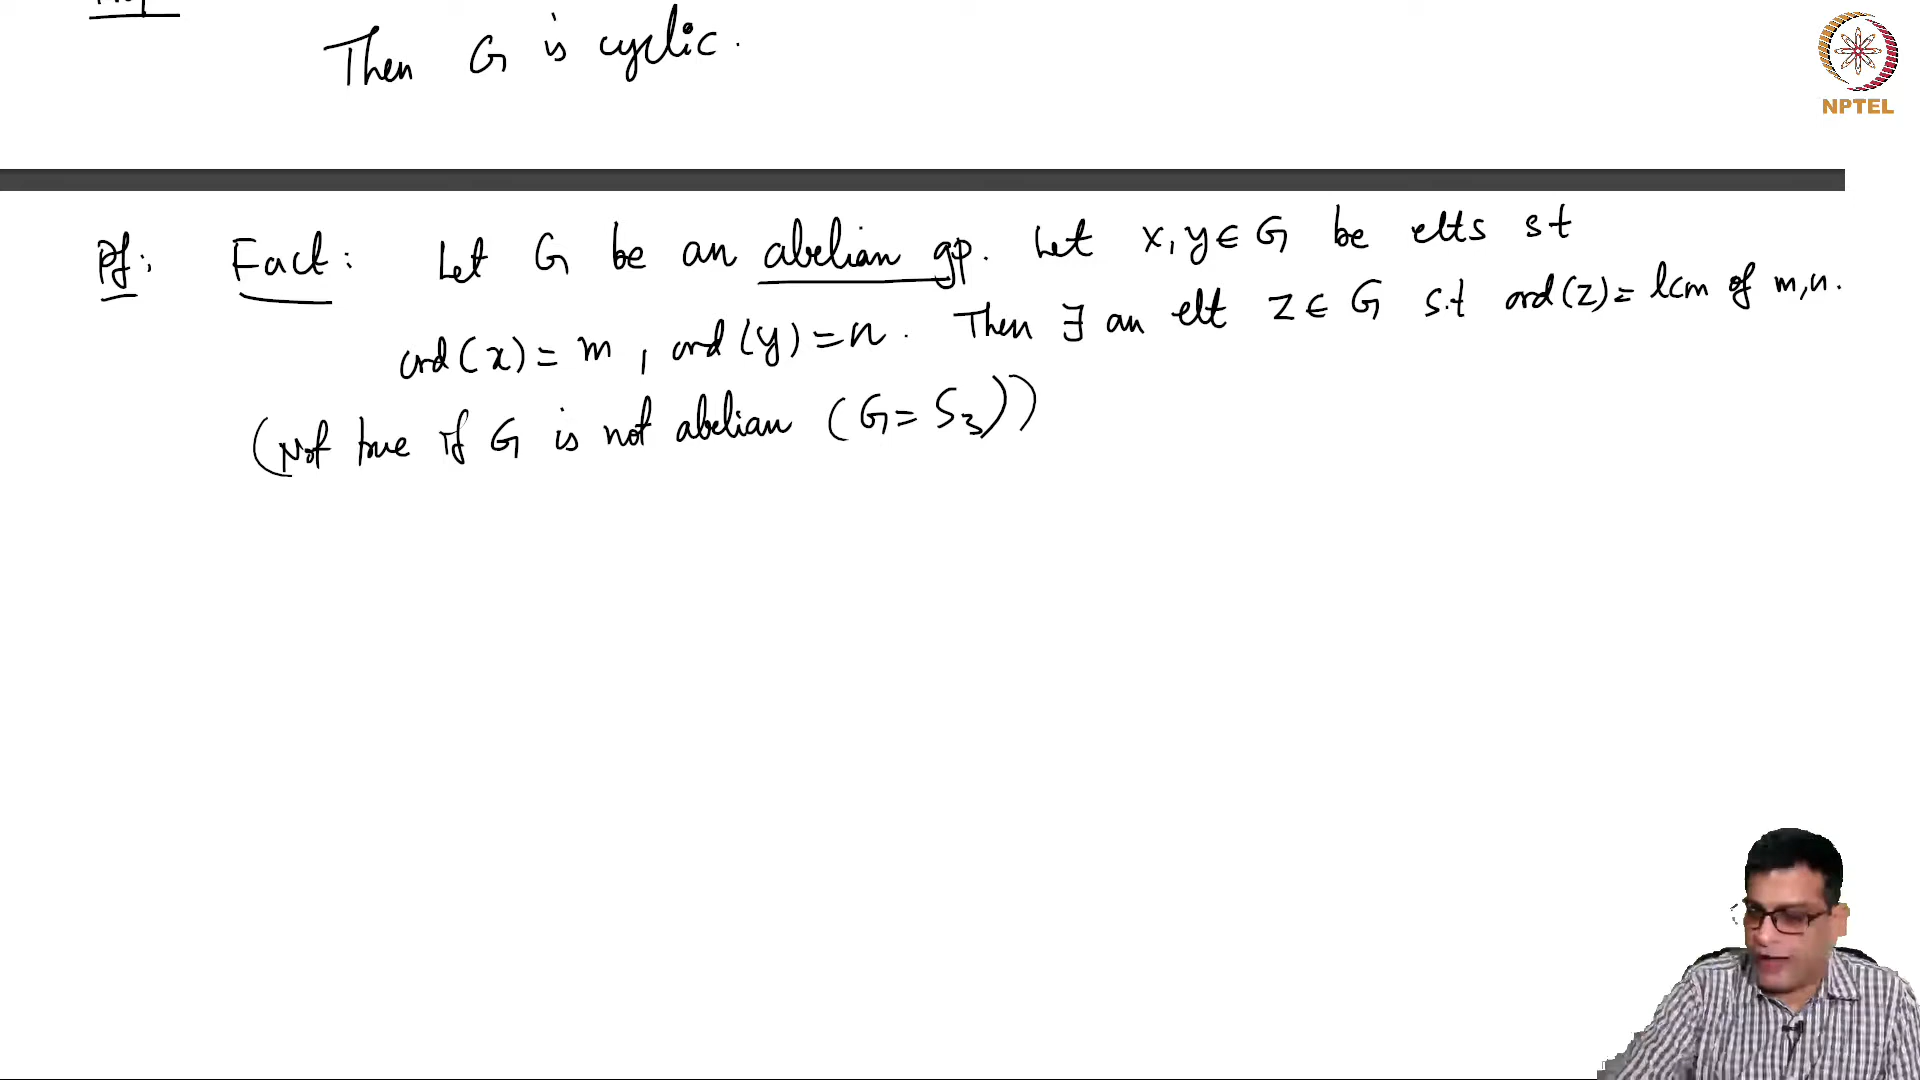 Then G is cyclic.
NPTEL
Pf: Fact: Let G be an abelian gp. Let x, y ∈ G be elts st
ord(x) = m, ord(y) = n. Then ∃ an elt z ∈ G s.t ord(z) = lcm of m,n.
(Not true if G is not abelian (G = S₃))